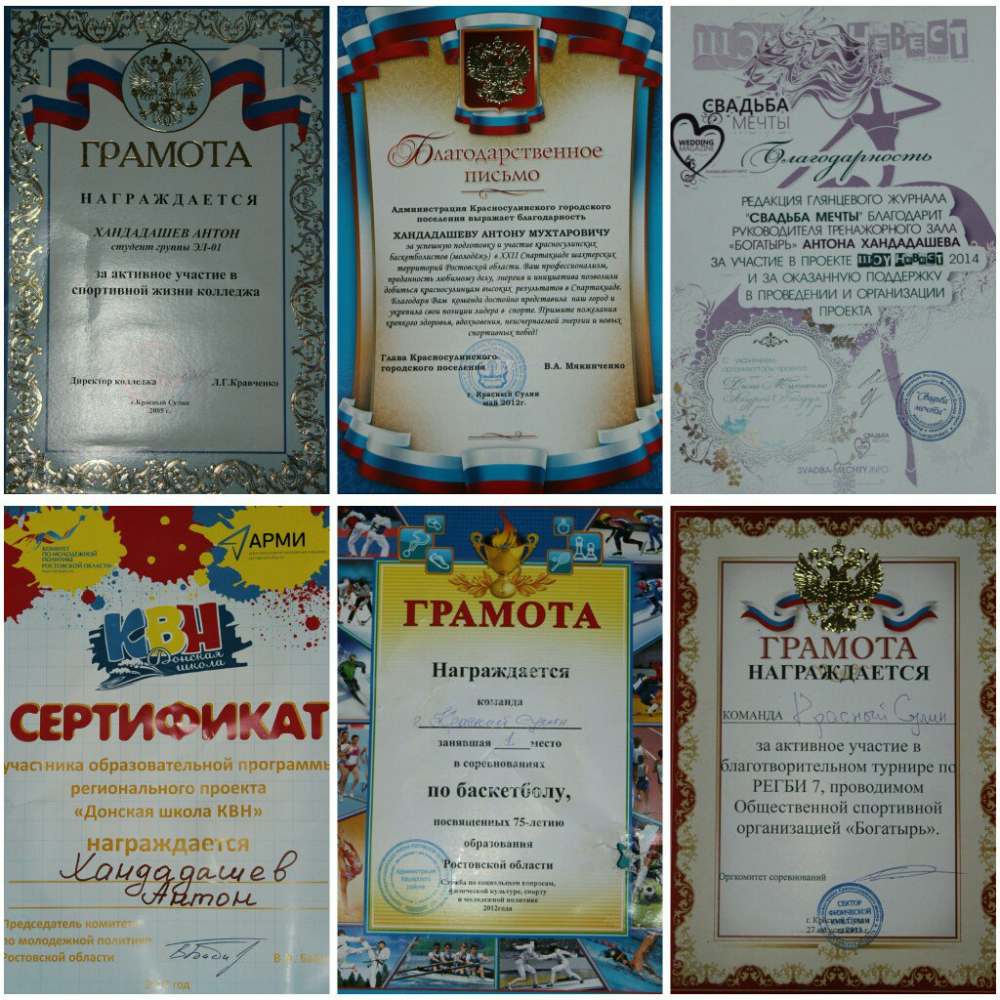 ГРАМОТА
НАГРАЖДАЕТСЯ
ХАНДАДАШЕВ АНТОН
студент группы ЭЛ-01
за активное участие в
спортивной жизни колледжа
Директор колледжа
Л.Г.Кравченко
г.Красный Сулин
2005 г.
Благодарственное
письмо
Администрация Красносулинского городского
поселения выражает благодарность
ХАНДАДАШЕВУ АНТОНУ МУХТАРОВИЧУ
за успешную подготовку и участие красносулинских
баскетболистов (молодёжь) в XXII Спартакиаде шахтерских
территорий Ростовской области. Ваш профессионализм,
преданность любимому делу, энергия и инициатива позволили
добиться красносулинцам высоких результатов в Спартакиаде.
Благодаря Вам команда достойно представила наш город и
укрепила свои позиции лидера в спорте. Примите пожелания
крепкого здоровья, вдохновения, неисчерпаемой энергии и новых
спортивных побед!
Глава Красносулинского
городского поселения
В.А. Мякинченко
г. Красный Сулин
май 2012г.
ШОУ НЕВЕСТ
СВАДЬБА
МЕЧТЫ
WEDDING
MAGAZINE
Благодарность
РЕДАКЦИЯ ГЛЯНЦЕВОГО ЖУРНАЛА
"СВАДЬБА МЕЧТЫ" БЛАГОДАРИТ
РУКОВОДИТЕЛЯ ТРЕНАЖОРНОГО ЗАЛА
«БОГАТЫРЬ» АНТОНА ХАНДАДАШЕВА
ЗА УЧАСТИЕ В ПРОЕКТЕ ШОУ НЕВЕСТ 2014
И ЗА ОКАЗАННУЮ ПОДДЕРЖКУ
В ПРОВЕДЕНИИ И ОРГАНИЗАЦИИ
ПРОЕКТА
С уважением,
организаторы проекта
"Свадьба
мечты"
СВАДЬБА
МЕЧТЫ
SVADBA-MECHTY.INFO
КОМИТЕТ
ПО МОЛОДЕЖНОЙ
ПОЛИТИКЕ
РОСТОВСКОЙ ОБЛАСТИ
АРМИ
КВН
Донская
школа
СЕРТИФИКАТ
участника образовательной программы
регионального проекта
«Донская школа КВН»
награждается
Хандадашев
Антон
Председатель комитета
по молодежной политике
Ростовской области
ГРАМОТА
Награждается
команда
г. Красный Сулин
занявшая 1 место
в соревнованиях
по баскетболу,
посвященных 75-летию
образования
Ростовской области
Администрация
Кашарского
района
Служба по социальным вопросам,
физической культуре, спорту
и молодежной политике
2012года
ГРАМОТА
НАГРАЖДАЕТСЯ
КОМАНДА Красный Сулин
за активное участие в
благотворительном турнире по
РЕГБИ 7, проводимом
Общественной спортивной
организацией «Богатырь».
Оргкомитет соревнований
СЕКТОР
ФИЗИЧЕСКОЙ
г. Красный Сулин